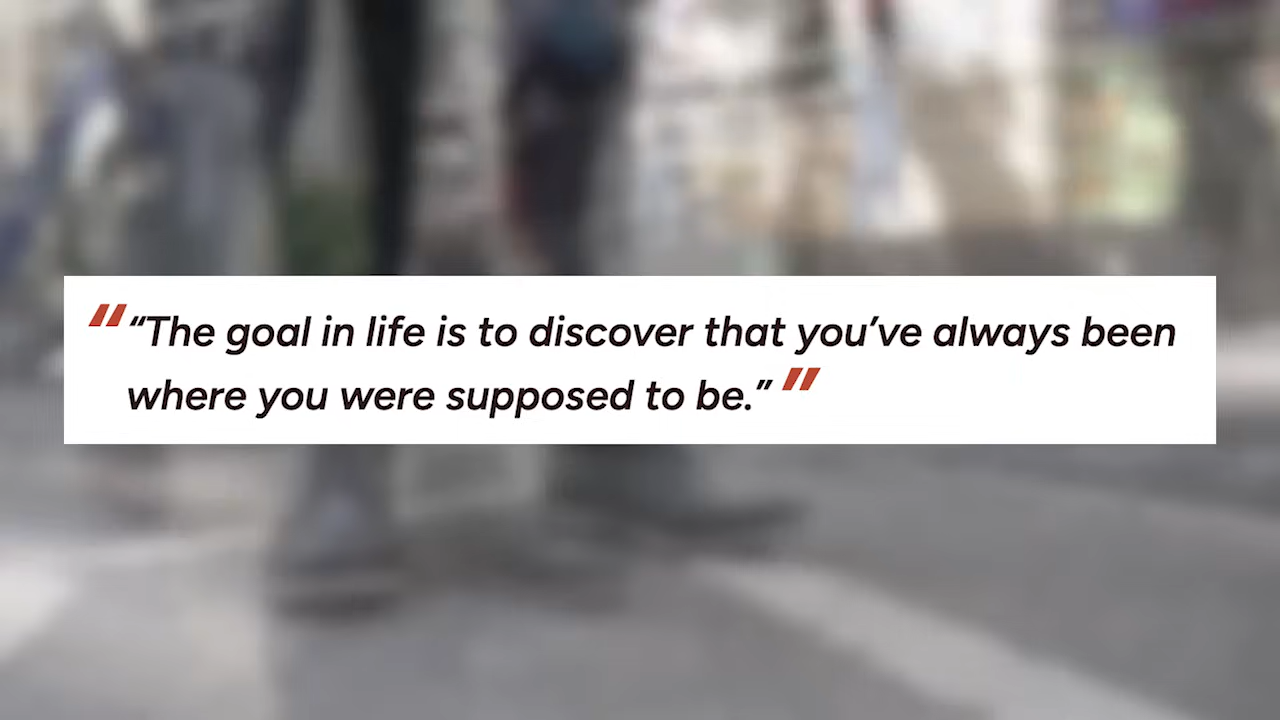 ““The goal in life is to discover that you’ve always been
where you were supposed to be.””